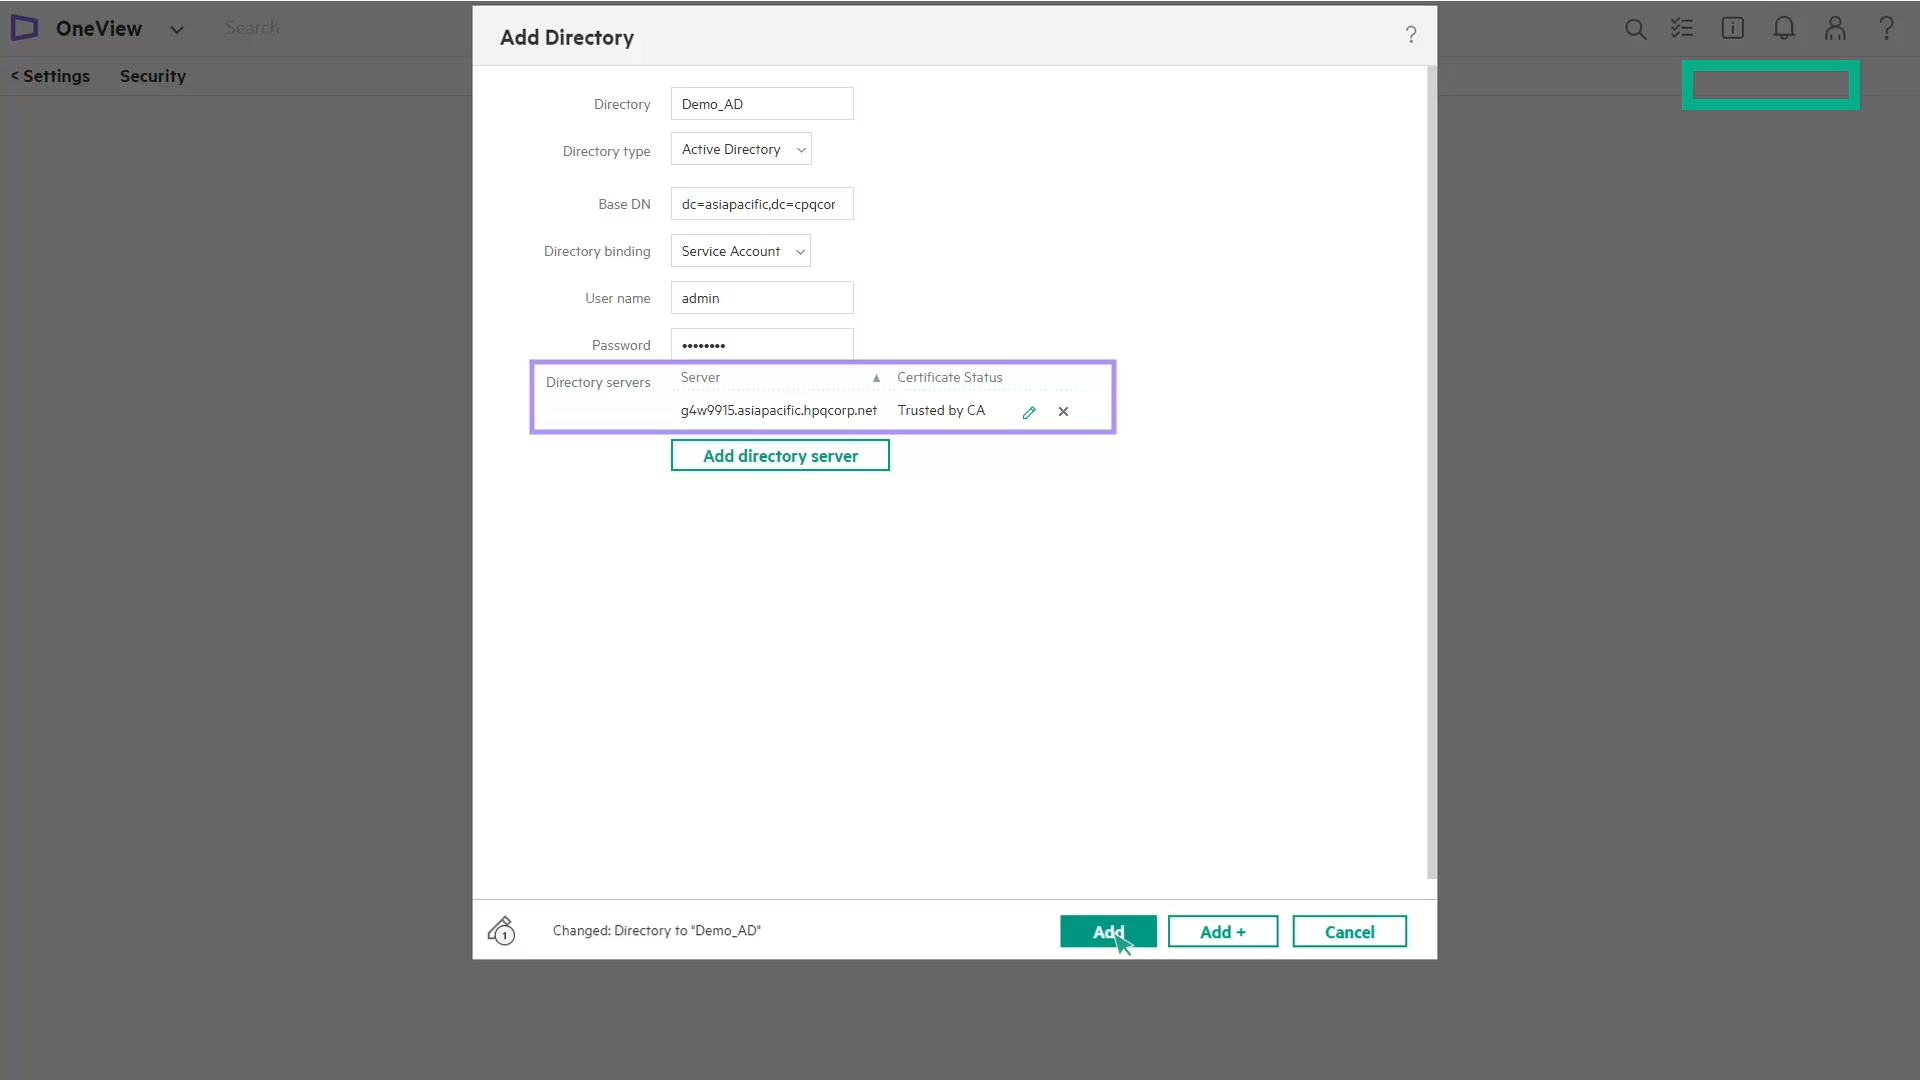 OneView
Search
Add Directory
?
?
< Settings
Security
Directory
Demo_AD
Directory type
Active Directory
Base DN
dc=asiapacific,dc=cpqcor
Directory binding
Service Account
User name
admin
Password
••••••••
Directory servers
Server
Certificate Status
g4w9915.asiapacific.hpqcorp.net
Trusted by CA
Add directory server
1
Changed: Directory to "Demo_AD"
Add
Add +
Cancel